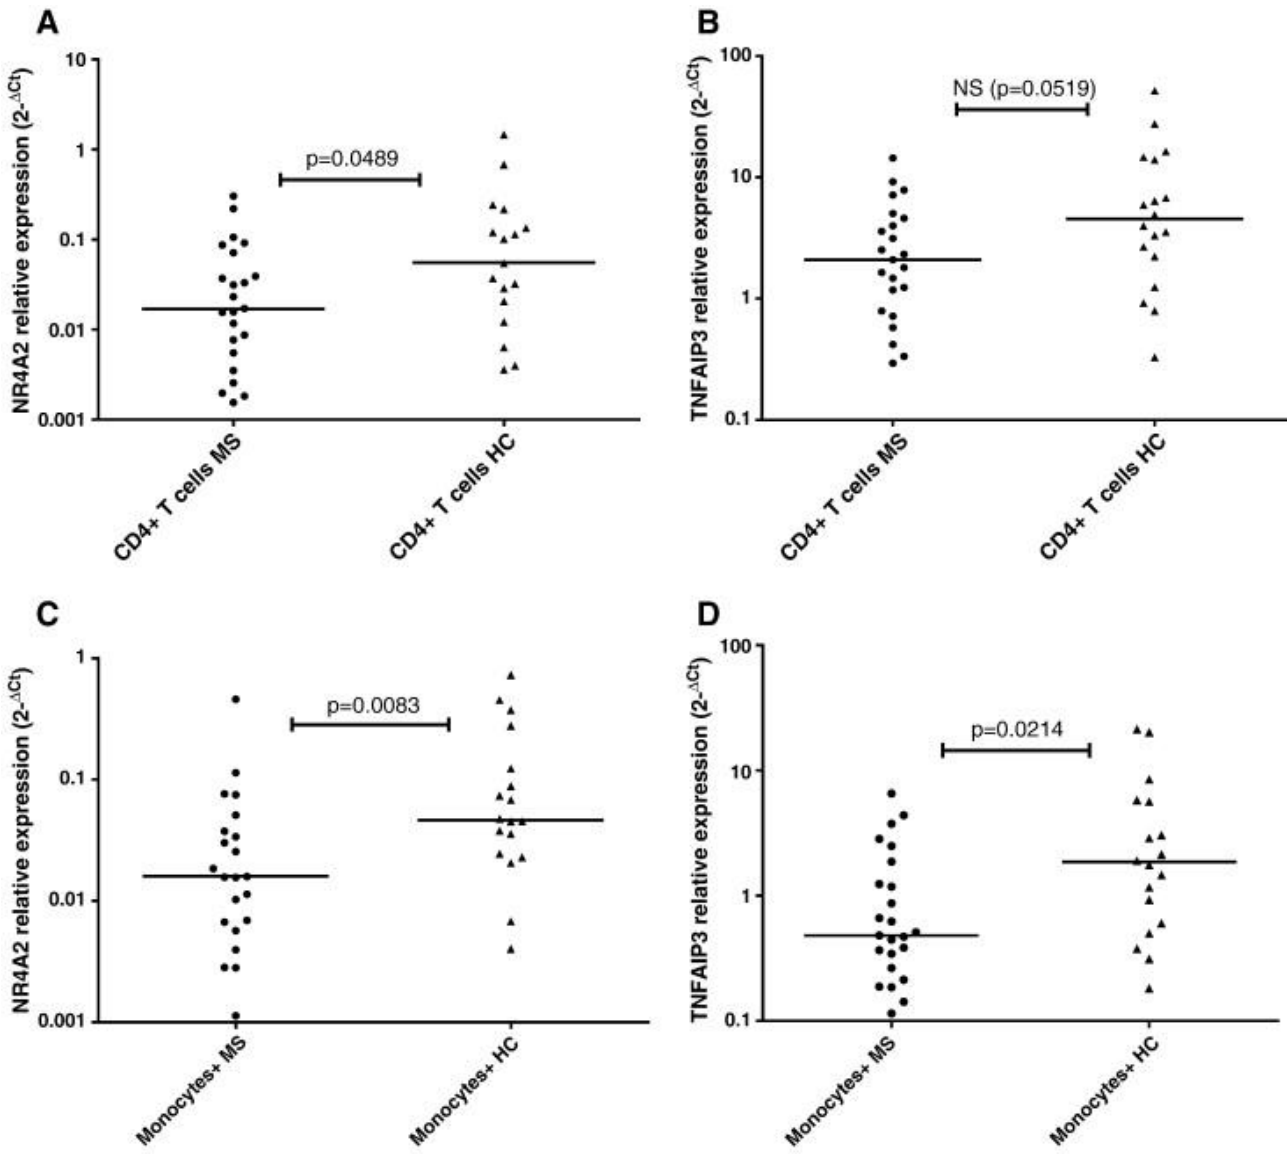 A
NR4A2 relative expression (2-ΔCt)
10
1
0.1
0.01
0.001
p=0.0489
CD4+ T cells MS
CD4+ T cells HC
B
TNFAIP3 relative expression (2-ΔCt)
100
10
1
0.1
NS (p=0.0519)
CD4+ T cells MS
CD4+ T cells HC
C
NR4A2 relative expression (2-ΔCt)
1
0.1
0.01
0.001
p=0.0083
Monocytes+ MS
Monocytes+ HC
D
TNFAIP3 relative expression (2-ΔCt)
100
10
1
0.1
p=0.0214
Monocytes+ MS
Monocytes+ HC